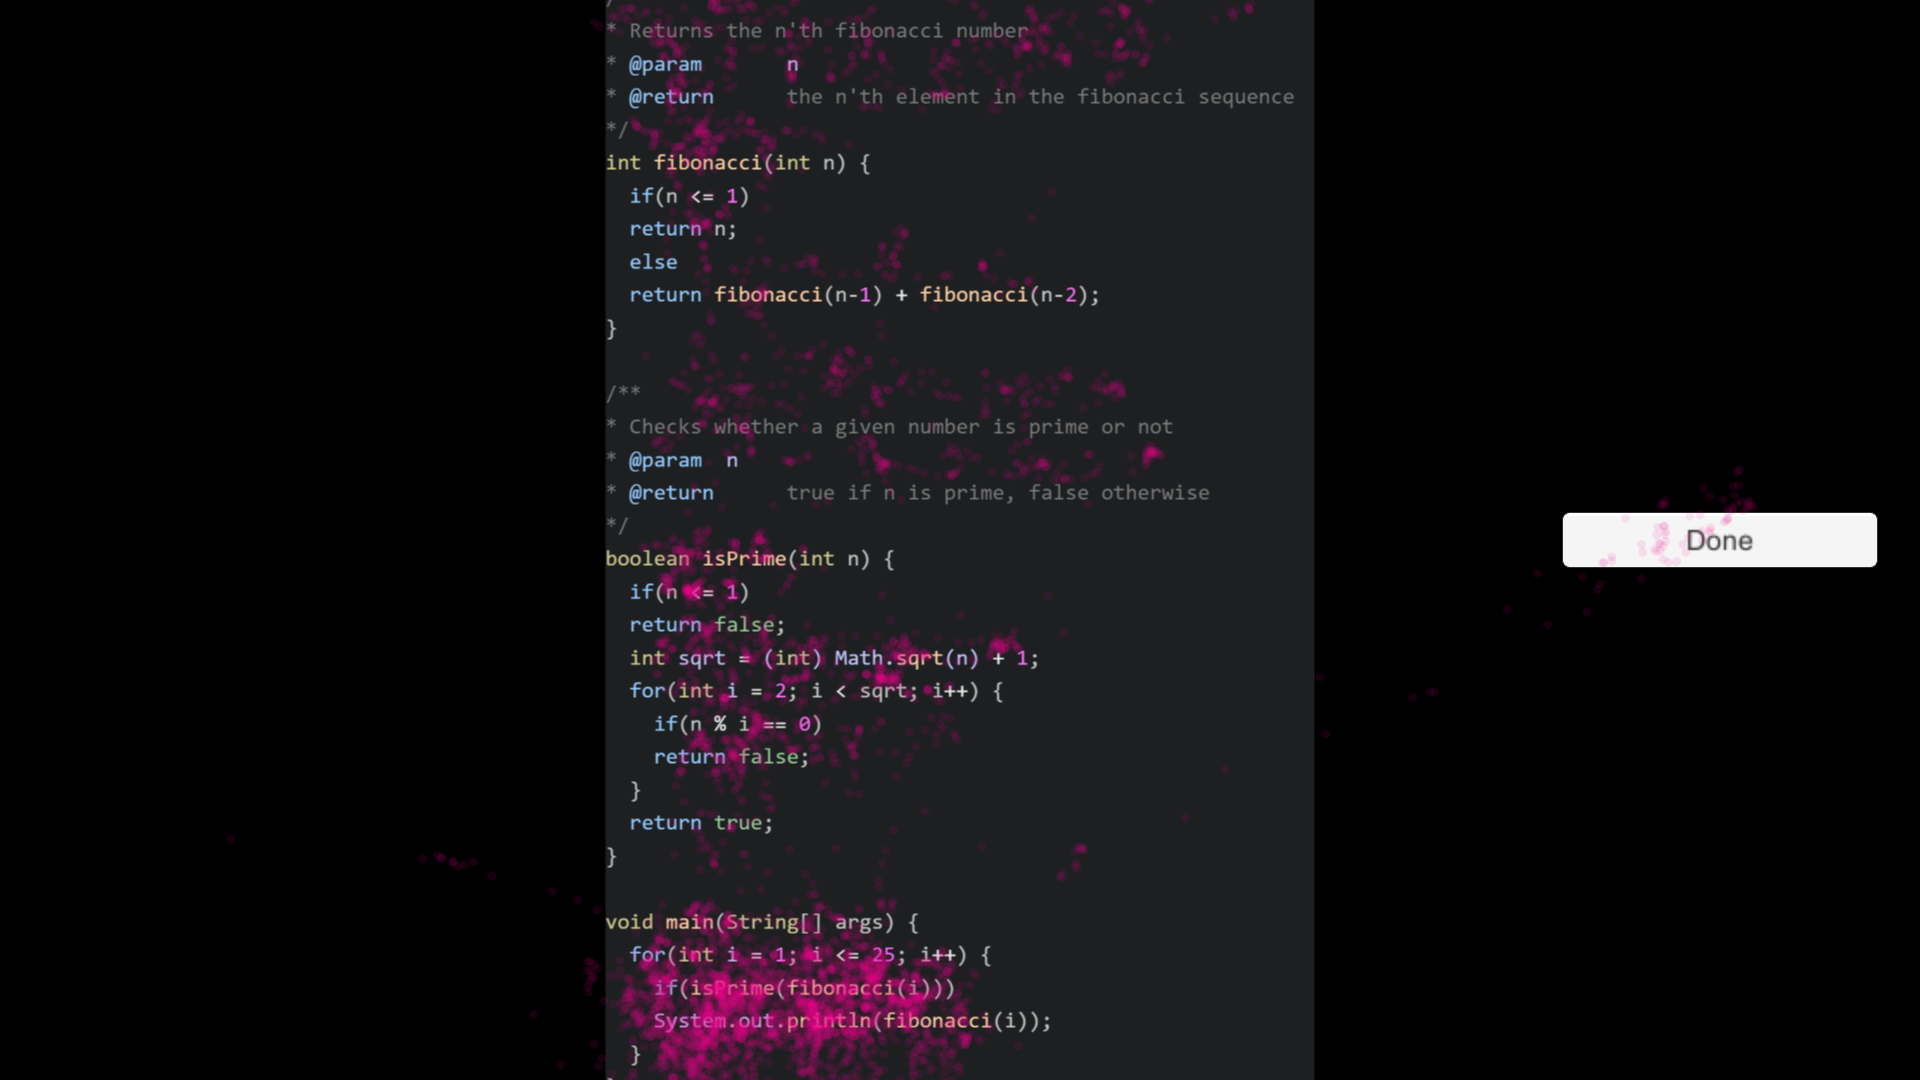 /
* Returns the n'th fibonacci number
* @param n
* @return the n'th element in the fibonacci sequence
*/
int fibonacci(int n) {
if(n <= 1)
return n;
else
return fibonacci(n-1) + fibonacci(n-2);
}
/**
* Checks whether a given number is prime or not
* @param n
* @return true if n is prime, false otherwise
*/
boolean isPrime(int n) {
if(n <= 1)
return false;
int sqrt = (int) Math.sqrt(n) + 1;
for(int i = 2; i < sqrt; i++) {
if(n % i == 0)
return false;
}
return true;
}
void main(String[] args) {
for(int i = 1; i <= 25; i++) {
if(isPrime(fibonacci(i)))
System.out.println(fibonacci(i));
}
Done